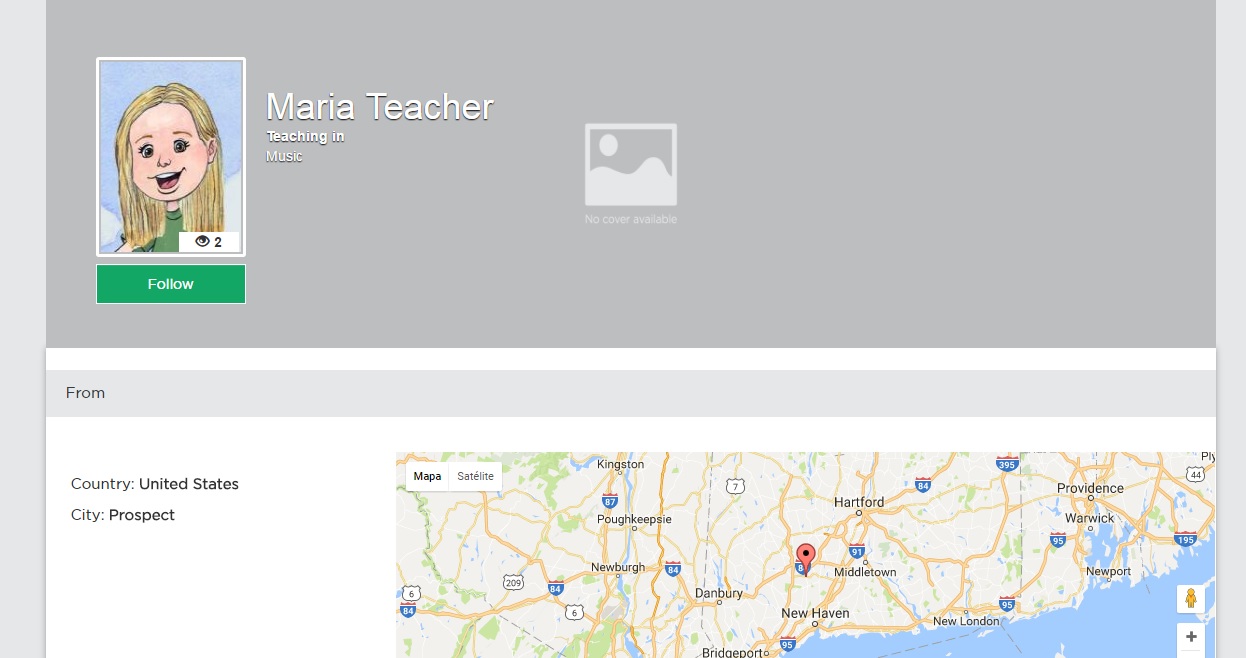 Maria Teacher
Teaching in
Music
No cover available
2
Follow
From
Country: United States
City: Prospect
Mapa
Satélite
Kingston
395
Ply
44
87
7
84
Providence
Hartford
Poughkeepsie
Warwick
95
195
91
Newburgh
84
8
Middletown
Newport
209
84
6
84
Danbury
6
New Haven
95
New London
95
Bridgeport
+